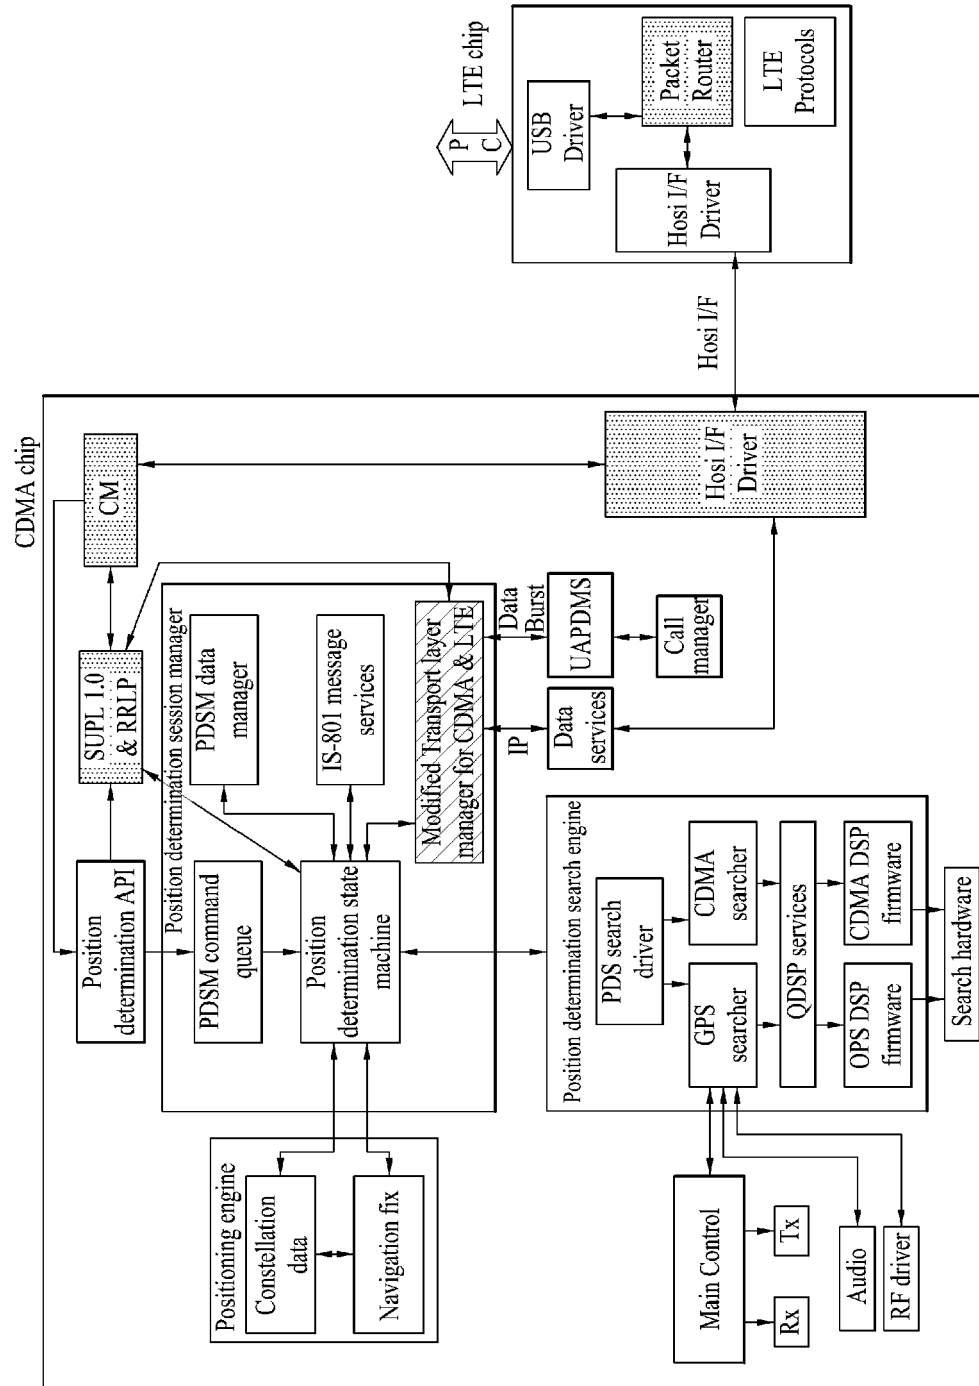 CDMA chip
Position
determination API
SUPL 1.0
& RRLP
CM
Position determination session manager
PDSM command
queue
PDSM data
manager
Position
determination state
machine
IS-801 message
services
Modified Transport layer
manager for CDMA & LTE
Positioning engine
Constellation
data
Navigation fix
IP
Data
Burst
Data
services
UAPDMS
Call
manager
Hosi I/F
Driver
Hosi I/F
LTE chip
P
C
USB
Driver
Hosi I/F
Driver
Packet
Router
LTE
Protocols
Position determination search engine
PDS search
driver
GPS
searcher
CDMA
searcher
QDSP services
OPS DSP
firmware
CDMA DSP
firmware
Search hardware
Main Control
Rx
Tx
Audio
RF driver